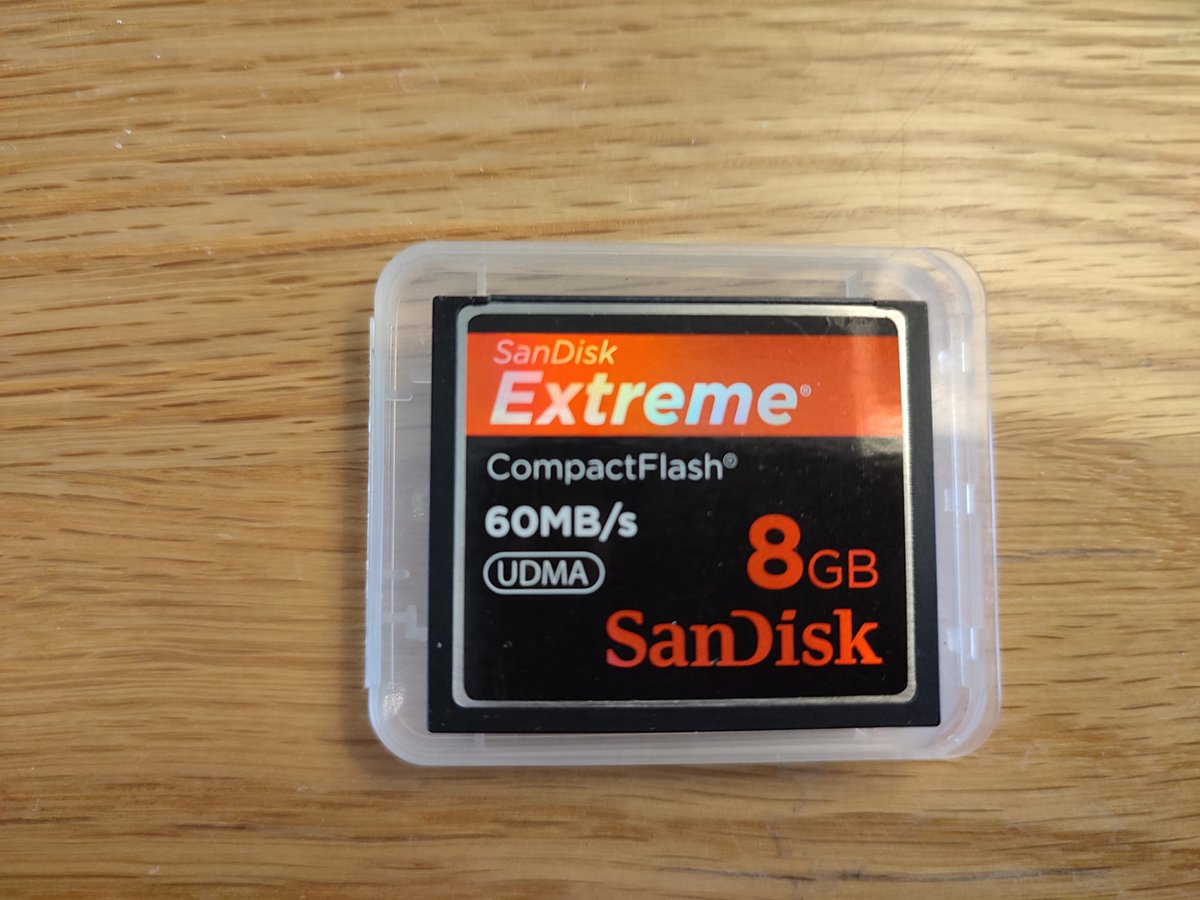 SanDisk
Extreme®
CompactFlash®
60MB/s
UDMA
8GB
SanDisk